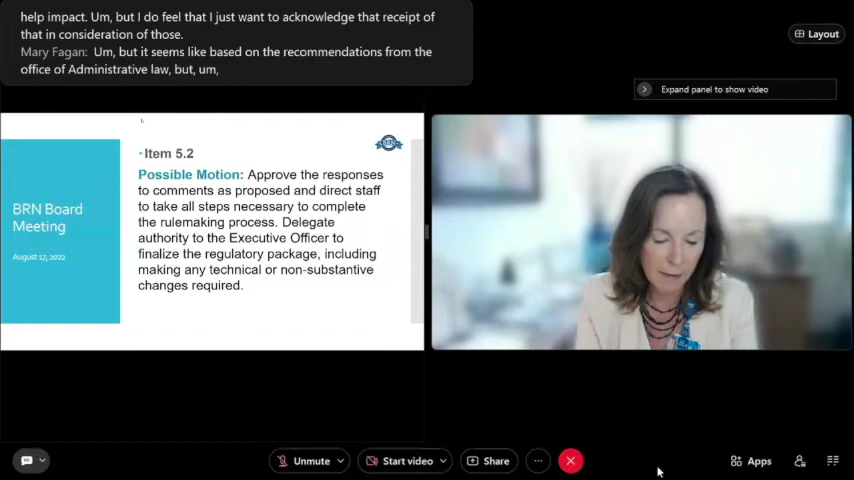 help impact. Um, but I do feel that I just want to acknowledge that receipt of
that in consideration of those.
Mary Fagan: Um, but it seems like based on the recommendations from the
office of Administrative law, but, um,
Layout
Expand panel to show video
BRN Board
Meeting
August 17, 2022
• Item 5.2
Possible Motion: Approve the responses
to comments as proposed and direct staff
to take all steps necessary to complete
the rulemaking process. Delegate
authority to the Executive Officer to
finalize the regulatory package, including
making any technical or non-substantive
changes required.
Unmute
Start video
Share
Apps